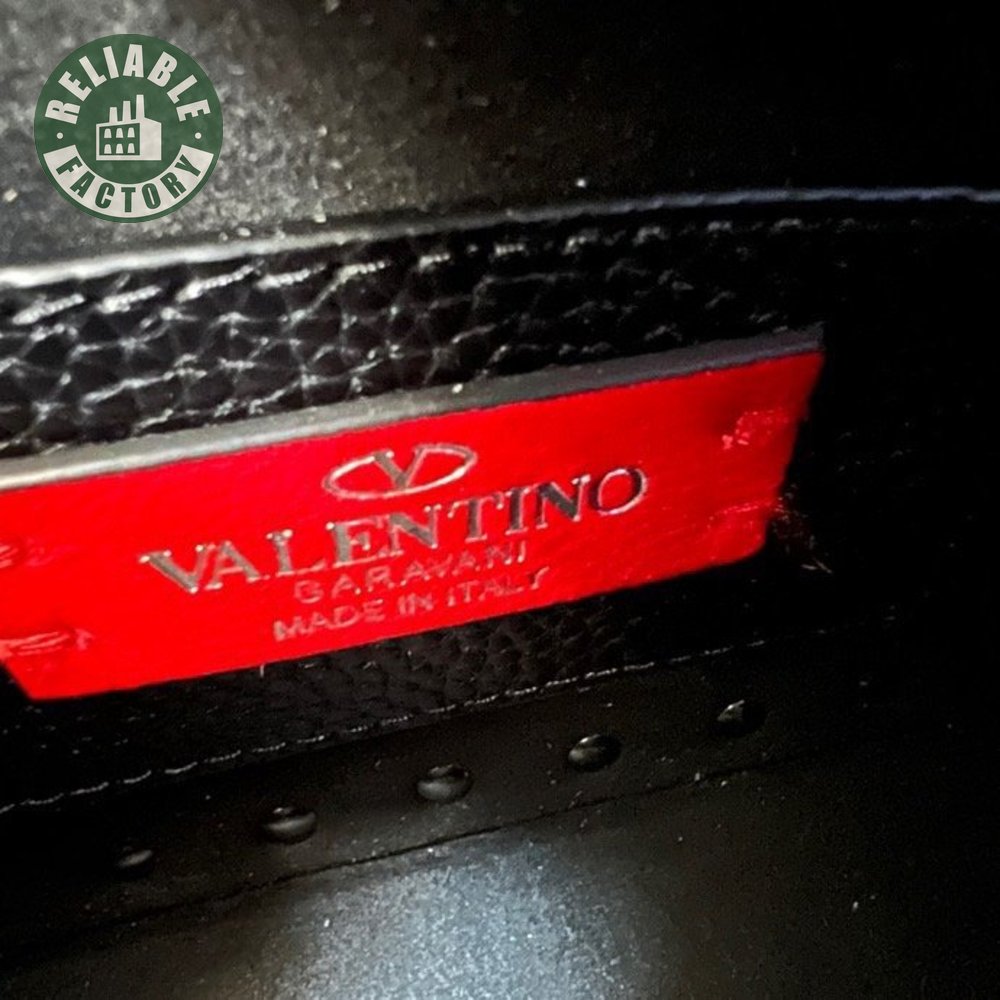 RELIABLE
FACTORY
V
VALENTINO
GARAVANI
MADE IN ITALY